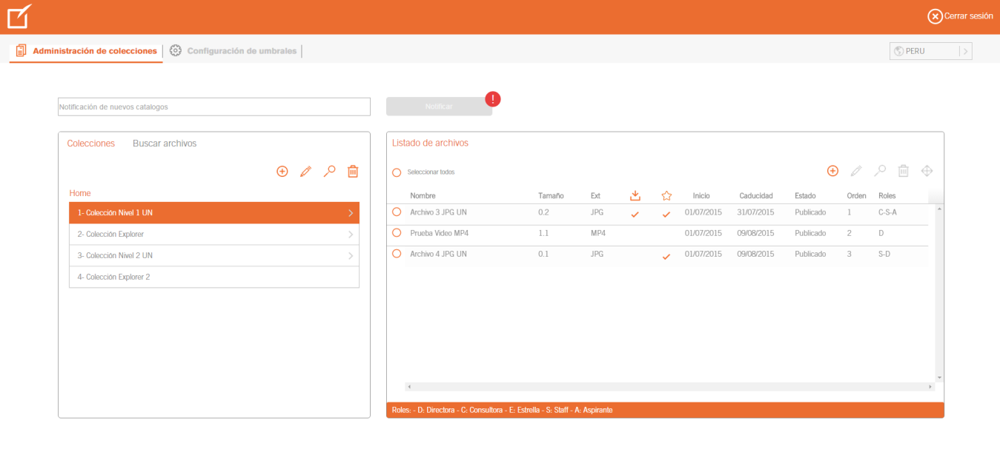 Cerrar sesión
Administración de colecciones
Configuración de umbrales
PERU
Notificación de nuevos catalogos
Notificar
!
Colecciones Buscar archivos
Home
1- Colección Nivel 1 UN
2- Colección Explorer
3- Colección Nivel 2 UN
4- Colección Explorer 2
Listado de archivos
Seleccionar todos
Nombre Tamaño Ext Inicio Caducidad Estado Orden Roles
Archivo 3 JPG UN 0.2 JPG 01/07/2015 31/07/2015 Publicado 1 C-S-A
Prueba Video MP4 1.1 MP4 01/07/2015 09/08/2015 Publicado 2 D
Archivo 4 JPG UN 0.1 JPG 01/07/2015 09/08/2015 Publicado 3 S-D
Roles: - D: Directora - C: Consultora - E: Estrella - S: Staff - A: Aspirante